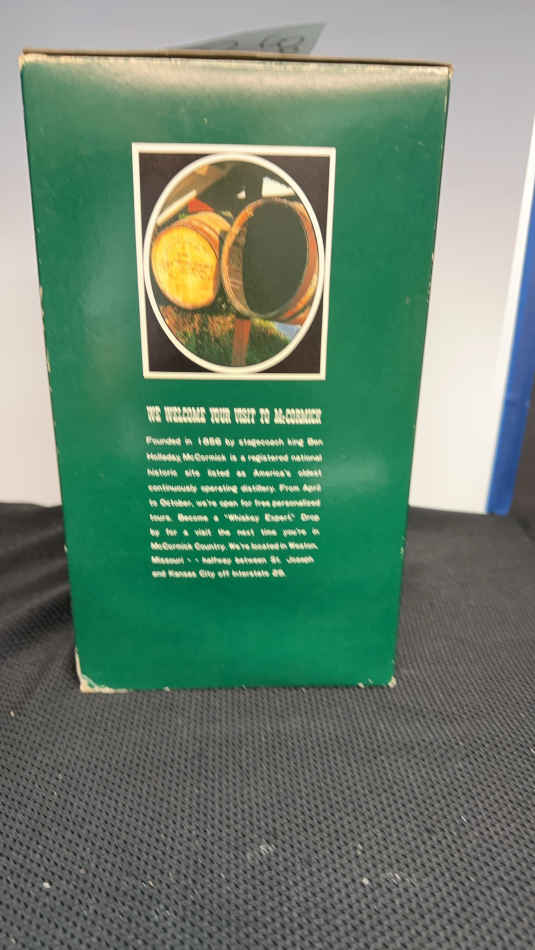 WE WELCOME YOUR VISIT TO McCORMICK
Founded in 1856 by stagecoach king Ben
Holladay, McCormick is a registered national
historic site listed as America's oldest
continuously operating distillery. From April
to October, we're open for free personalized
tours. Become a "Whiskey Expert." Drop
by for a visit the next time you're in
McCormick Country. We're located in Weston,
Missouri - - halfway between St. Joseph
and Kansas City off Interstate 29.